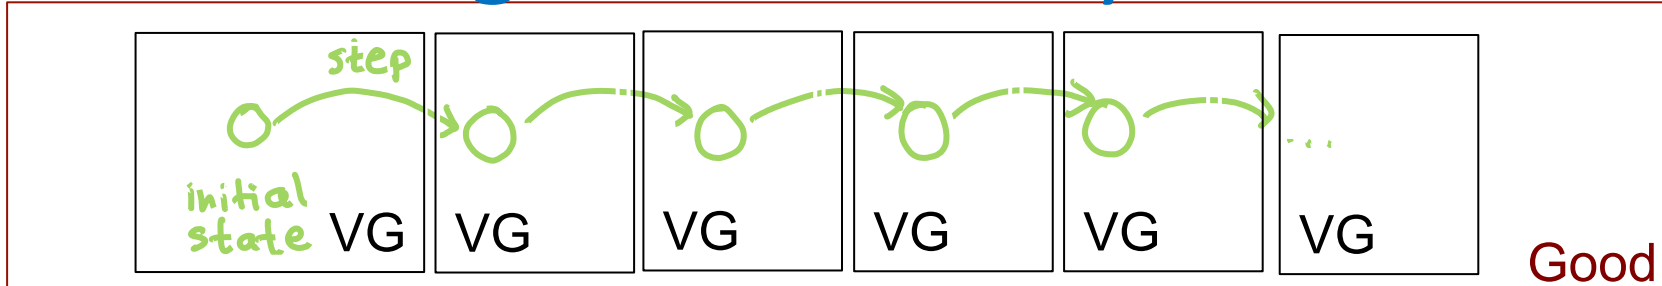 step
initial
state
VG VG VG VG VG VG
...
Good